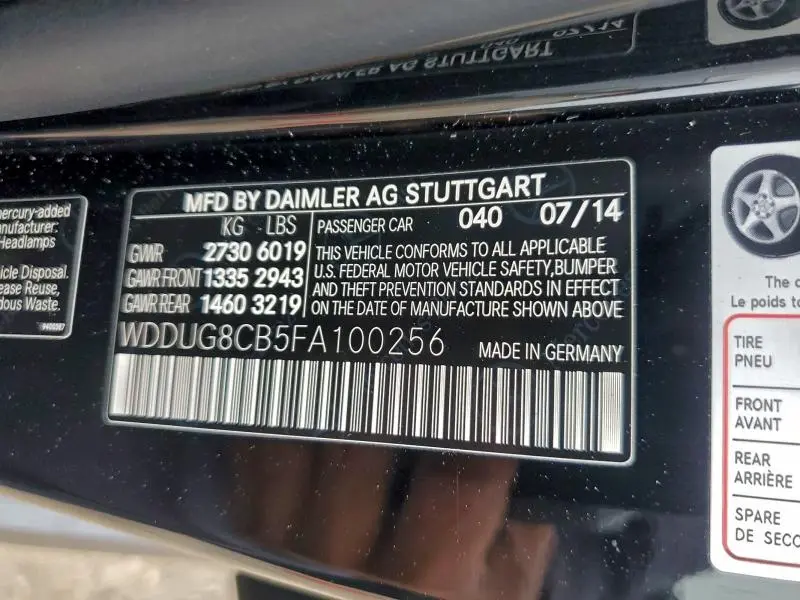 MFD BY DAIMLER AG STUTTGART
KG LBS
GWR 2730 6019
GAWR FRONT 1335 2943
GAWR REAR 1460 3219
PASSENGER CAR 040 07/14
THIS VEHICLE CONFORMS TO ALL APPLICABLE
U.S. FEDERAL MOTOR VEHICLE SAFETY,BUMPER
AND THEFT PREVENTION STANDARDS IN EFFECT
ON THE DATE OF MANUFACTURE SHOWN ABOVE
WDDUG8CB5FA100256 MADE IN GERMANY
ercury-added
nufacturer:
Headlamps
icle Disposal.
ease Reuse,
dous Waste.
9400387
The c
Le poids to
TIRE
PNEU
FRONT
AVANT
REAR
ARRIÈRE
SPARE
DE SECO